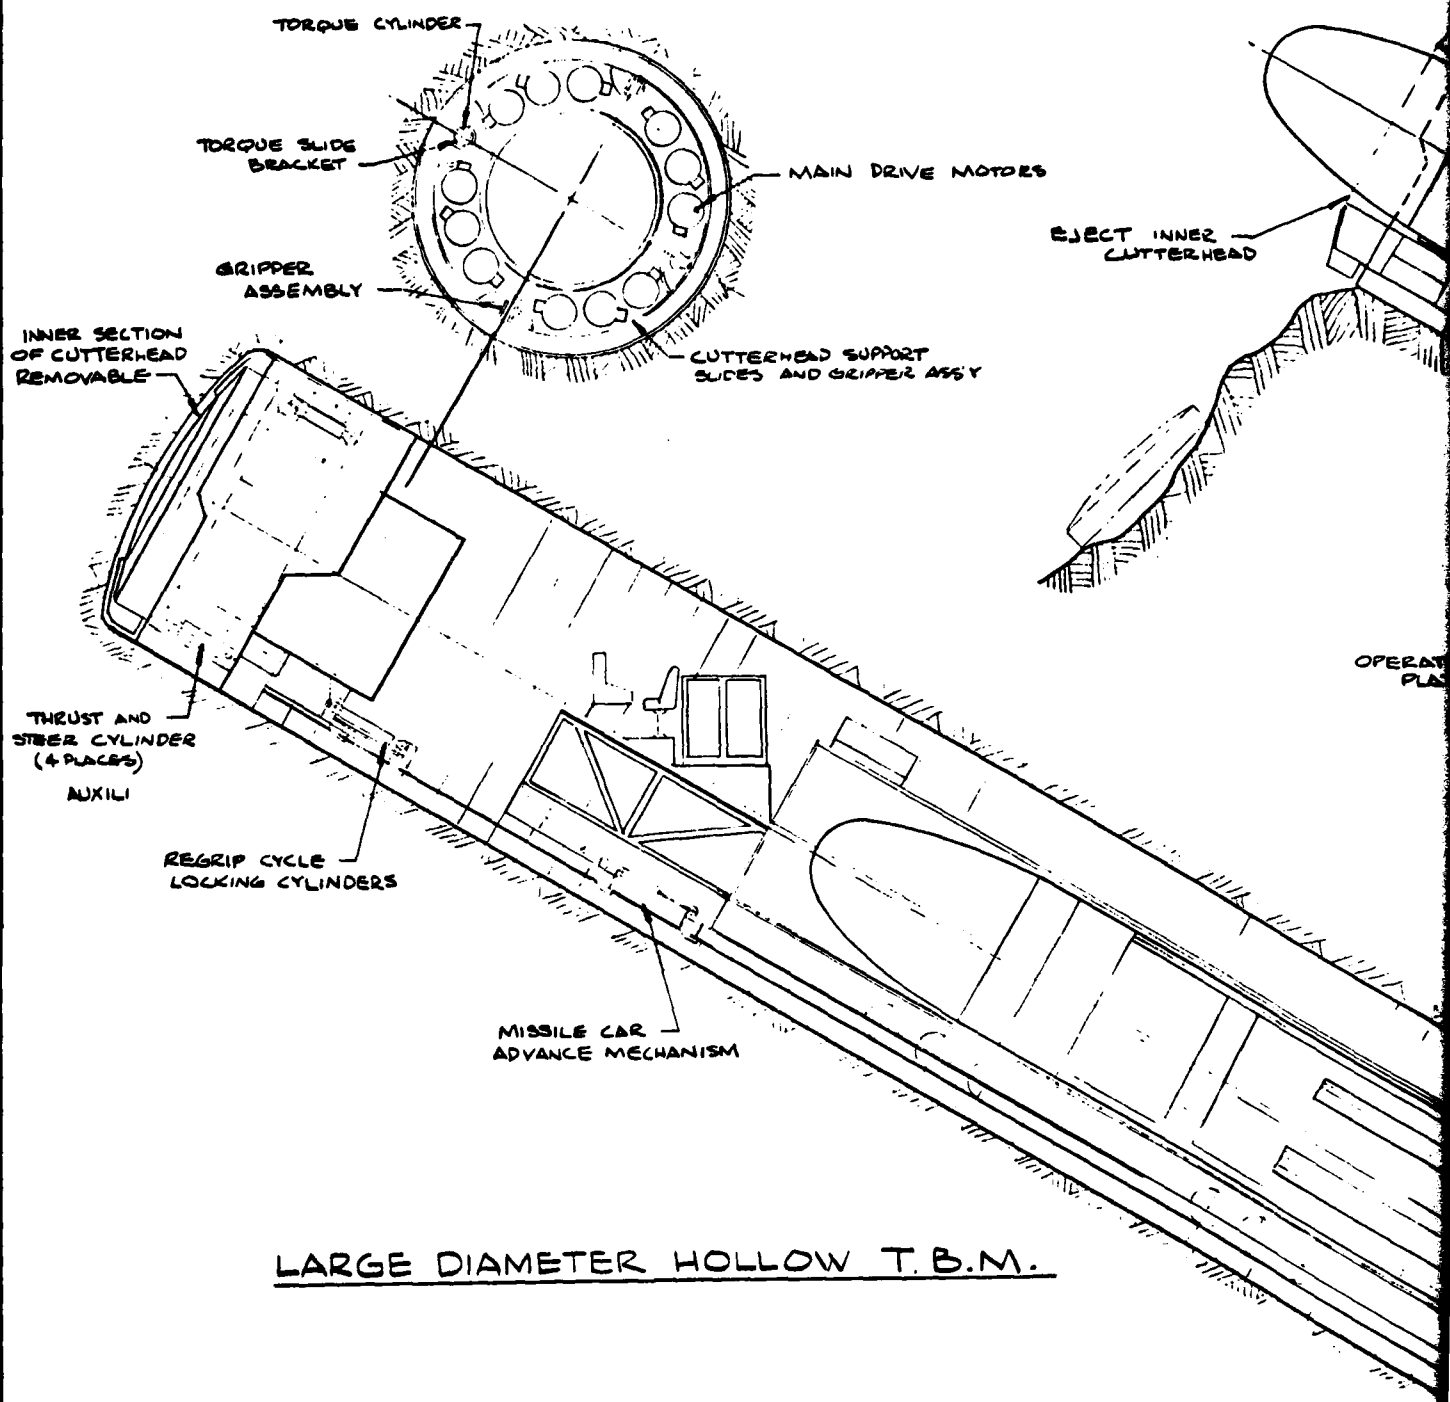 TORQUE CYLINDER
TORQUE SLIDE
BRACKET
MAIN DRIVE MOTORS
EJECT INNER
CUTTERHEAD
GRIPPER
ASSEMBLY
INNER SECTION
OF CUTTERHEAD
REMOVABLE
CUTTERHEAD SUPPORT
SLIDES AND GRIPPER ASS'Y
OPERAT
PLA
THRUST AND
STEER CYLINDER
(4 PLACES)
AUXILI
REGRIP CYCLE
LOCKING CYLINDERS
MISSILE CAR
ADVANCE MECHANISM
LARGE DIAMETER HOLLOW T.B.M.